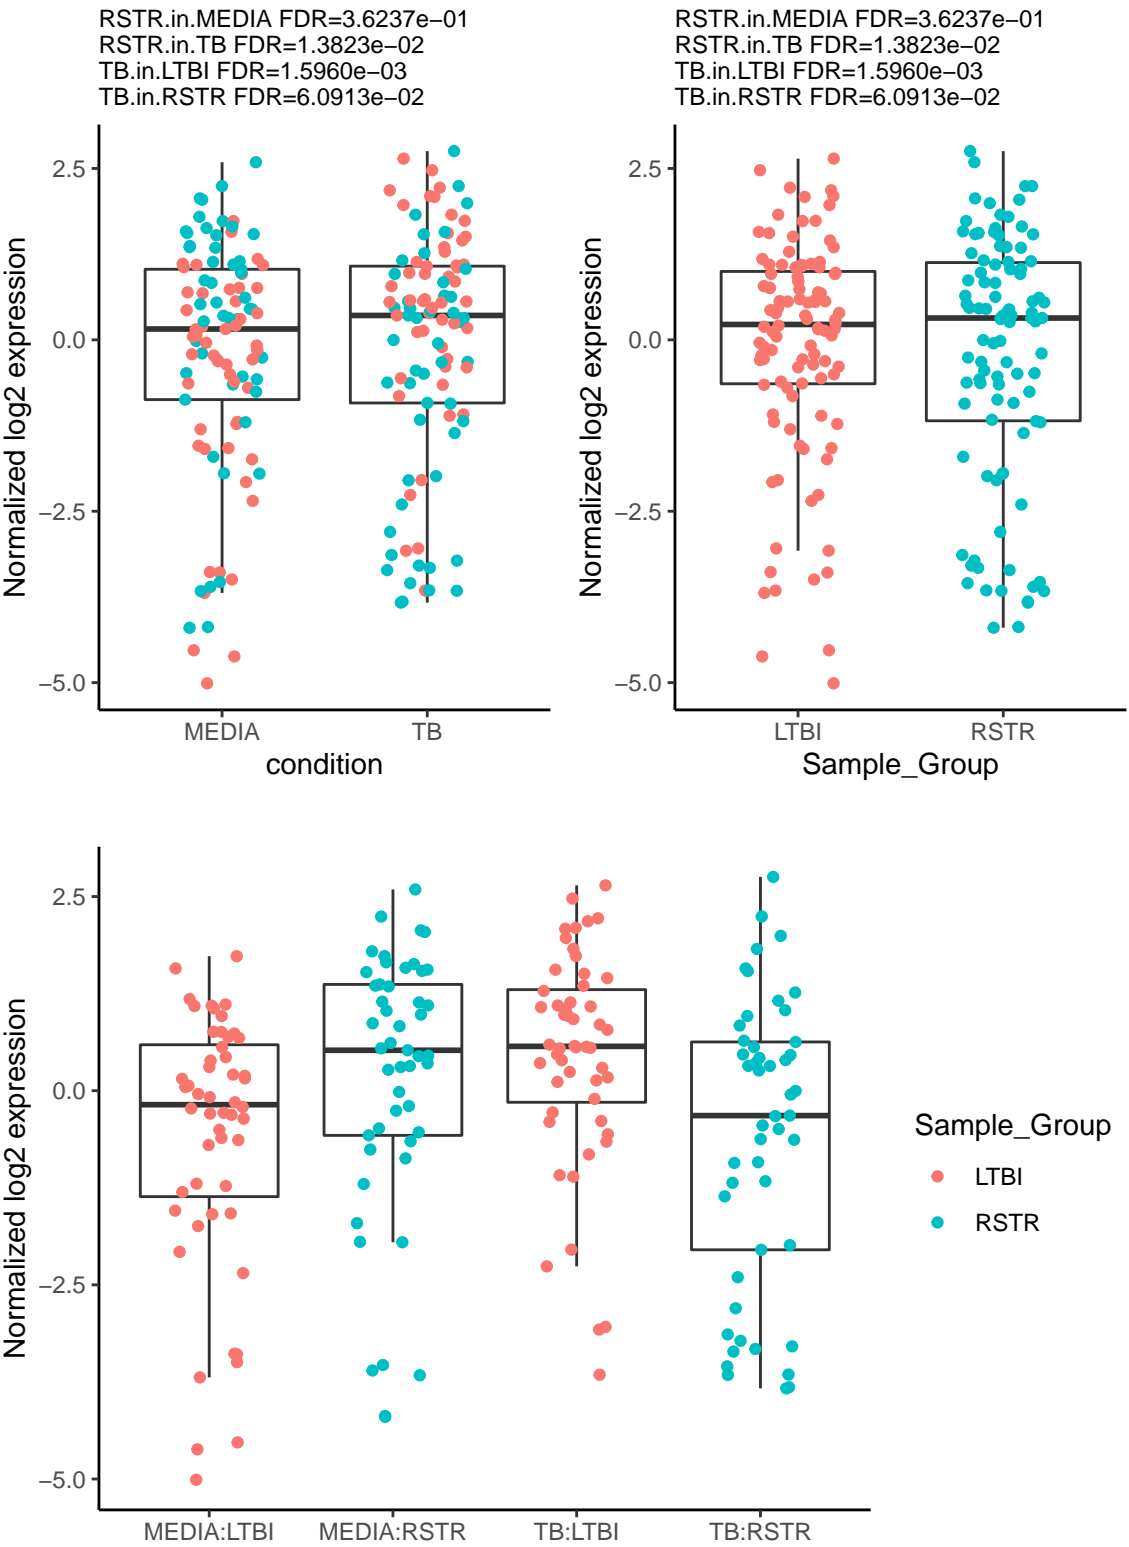 RSTR.in.MEDIA FDR=3.6237e−01
RSTR.in.TB FDR=1.3823e−02
TB.in.LTBI FDR=1.5960e−03
TB.in.RSTR FDR=6.0913e−02
Normalized log2 expression
2.5
0.0
−2.5
−5.0
MEDIA TB
condition
RSTR.in.MEDIA FDR=3.6237e−01
RSTR.in.TB FDR=1.3823e−02
TB.in.LTBI FDR=1.5960e−03
TB.in.RSTR FDR=6.0913e−02
Normalized log2 expression
2.5
0.0
−2.5
−5.0
LTBI RSTR
Sample_Group
Normalized log2 expression
2.5
0.0
−2.5
−5.0
MEDIA:LTBI MEDIA:RSTR TB:LTBI TB:RSTR
Sample_Group
LTBI
RSTR